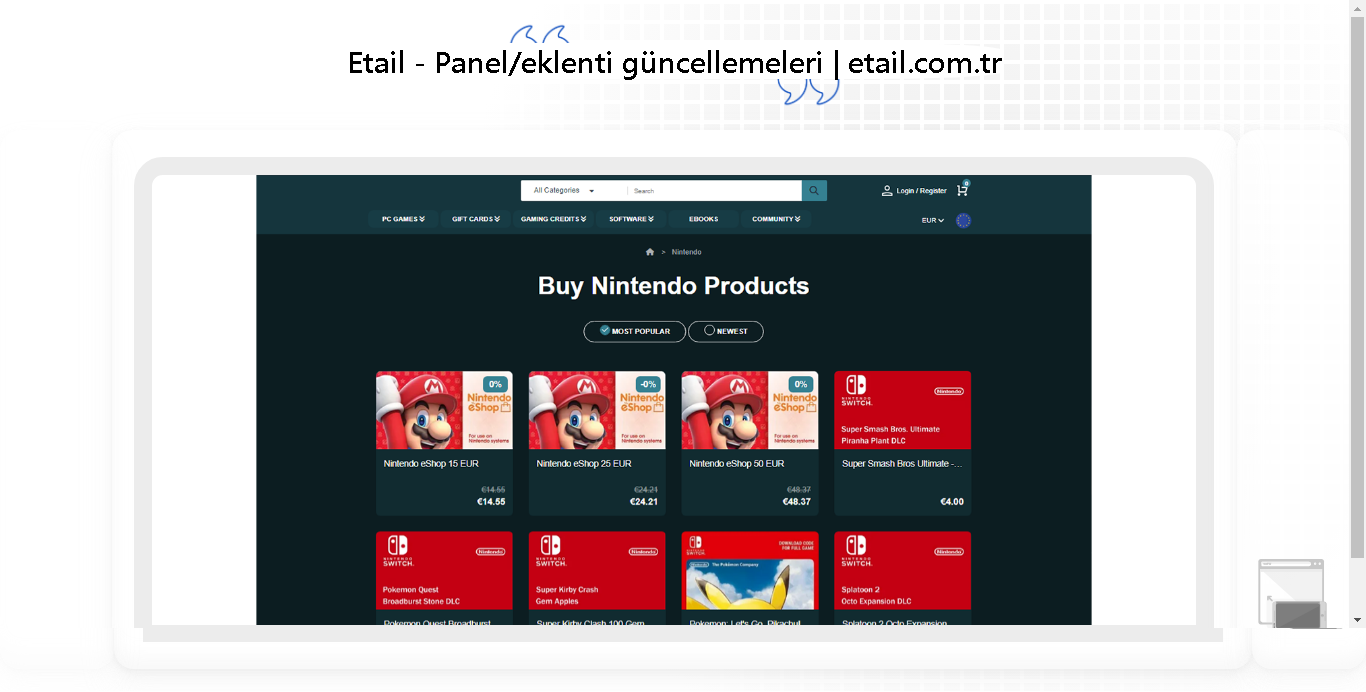 Etail - Panel/eklenti güncellemeleri | etail.com.tr
All Categories
Search
Login / Register
0
PC GAMES
GIFT CARDS
GAMING CREDITS
SOFTWARE
EBOOKS
COMMUNITY
EUR
> Nintendo
Buy Nintendo Products
MOST POPULAR
NEWEST
0%
Nintendo eShop
For use on Nintendo systems
Nintendo eShop 15 EUR
€14.55
€14.55
-0%
Nintendo eShop
For use on Nintendo systems
Nintendo eShop 25 EUR
€24.21
€24.21
0%
Nintendo eShop
For use on Nintendo systems
Nintendo eShop 50 EUR
€48.37
€48.37
NINTENDO SWITCH.
Nintendo
Super Smash Bros. Ultimate
Piranha Plant DLC
Super Smash Bros Ultimate -...
€4.00
NINTENDO SWITCH.
Nintendo
Pokemon Quest
Broadburst Stone DLC
Pokemon Quest Broadburst
NINTENDO SWITCH.
Nintendo
Super Kirby Crash
Gem Apples
Super Kirby Clash 100 Gem
NINTENDO SWITCH.
DOWNLOAD CODE
FOR FULL GAME
Nintendo The Pokémon Company
Pokemon: Let's Go, Pikachu!
NINTENDO SWITCH.
Nintendo
Splatoon 2
Octo Expansion DLC
Splatoon 2 Octo Expansion